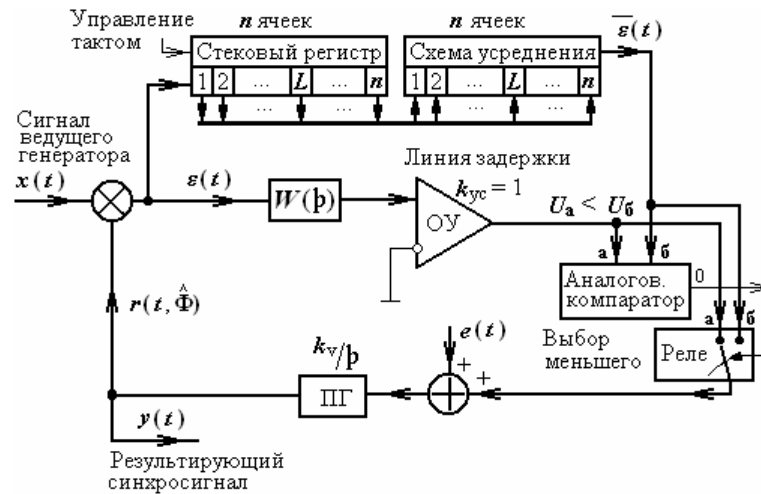 Управление
тактом
n ячеек
n ячеек
ε(t)
Стековый регистр
Схема усреднения
1 2 ... L ... n
1 2 ... L ... n
... ...
... ...
Сигнал
ведущего
генератора
x(t)
ε(t)
W(p)
Линия задержки
kус = 1
ОУ
Uа < Uб
а
б
Аналогов.
компаратор
0
r(t, Φ̂)
а
б
Выбор
меньшего
Реле
e(t)
+
+
kv/p
ПГ
y(t)
Результирующий
синхросигнал